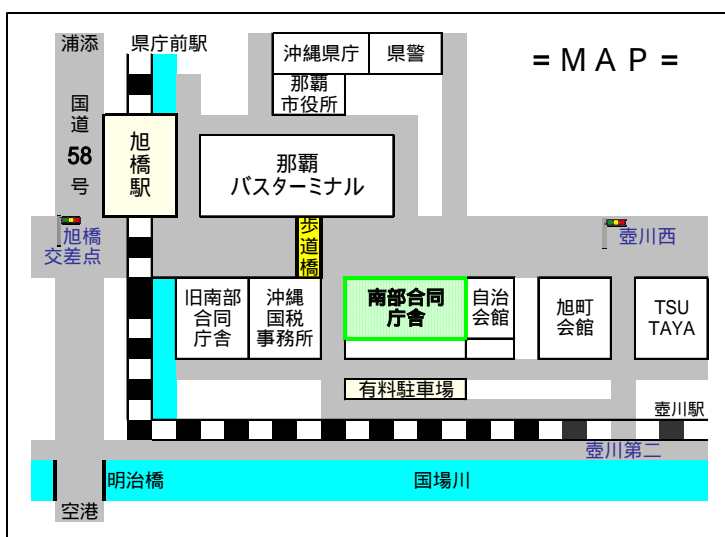 浦添
県庁前駅
沖縄県庁
県警
= M A P =
那覇
市役所
国
道
58
号
旭
橋
駅
那覇
バスターミナル
旭橋
交差点
歩
道
橋
壺川西
旧南部
合同
庁舎
沖縄
国税
事務所
南部合同
庁舎
自治
会館
旭町
会館
TSU
TAYA
有料駐車場
壺川駅
壺川第二
明治橋
国場川
空港